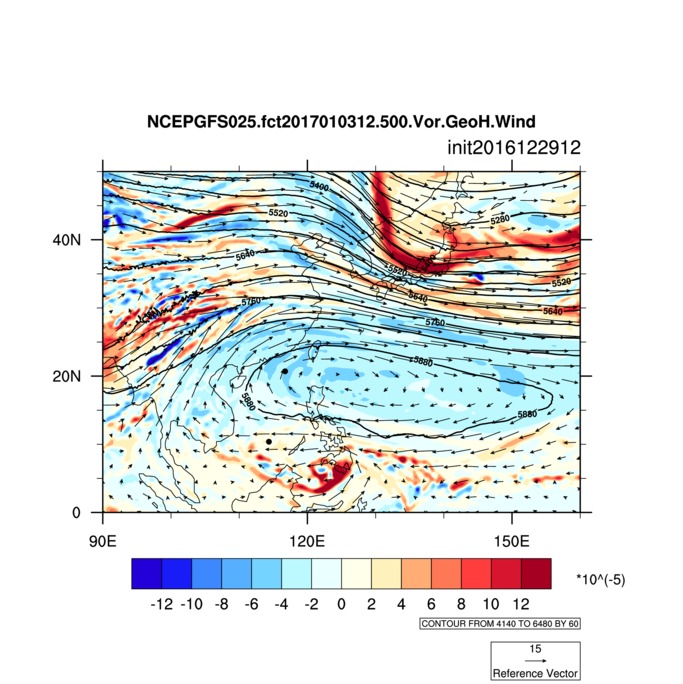 NCEPGFS025.fct2017010312.500.Vor.GeoH.Wind
init2016122912
5400
5520
5280
40N
5640
5520
5520
5640
5640
5760
5760
5880
20N
5880
5880
0
90E 120E 150E
-12 -10 -8 -6 -4 -2 0 2 4 6 8 10 12
*10^(-5)
CONTOUR FROM 4140 TO 6480 BY 60
15
Reference Vector